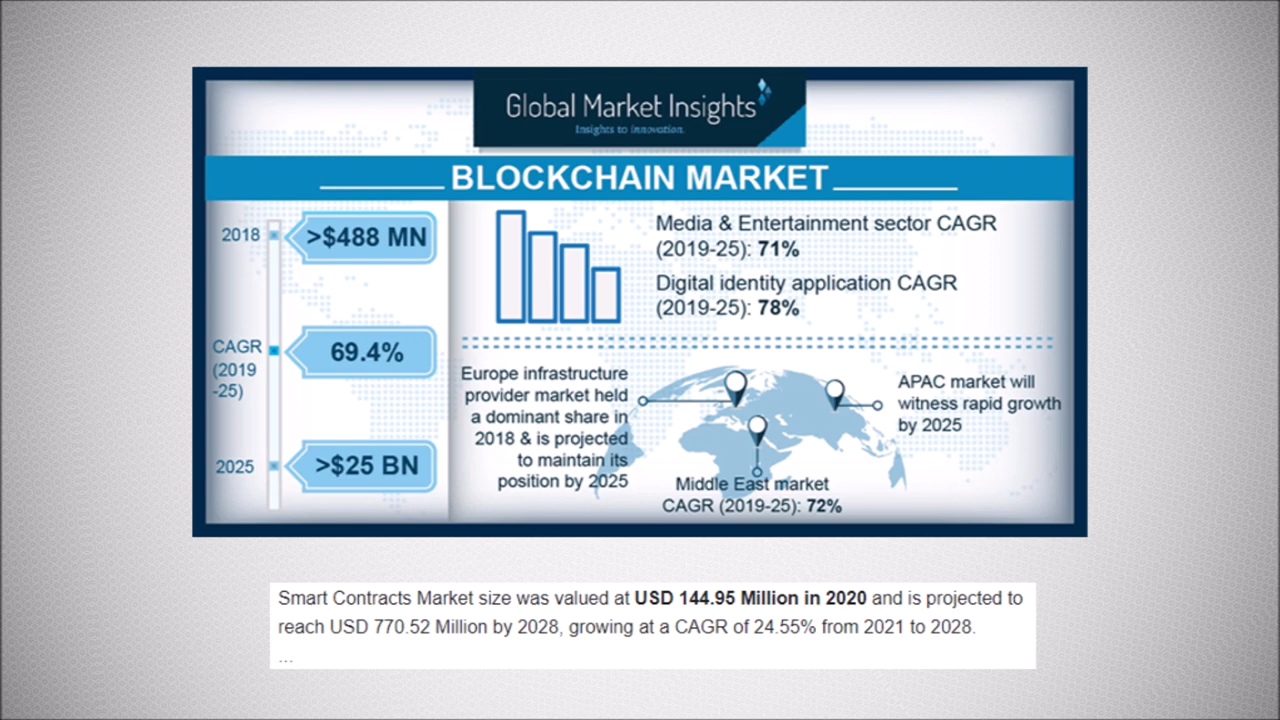 Global Market Insights
Insights to innovation.
BLOCKCHAIN MARKET
2018
>$488 MN
CAGR
(2019
-25)
69.4%
2025
>$25 BN
Media & Entertainment sector CAGR
(2019-25): 71%
Digital identity application CAGR
(2019-25): 78%
Europe infrastructure
provider market held
a dominant share in
2018 & is projected
to maintain its
position by 2025
APAC market will
witness rapid growth
by 2025
Middle East market
CAGR (2019-25): 72%
Smart Contracts Market size was valued at USD 144.95 Million in 2020 and is projected to
reach USD 770.52 Million by 2028, growing at a CAGR of 24.55% from 2021 to 2028.
...